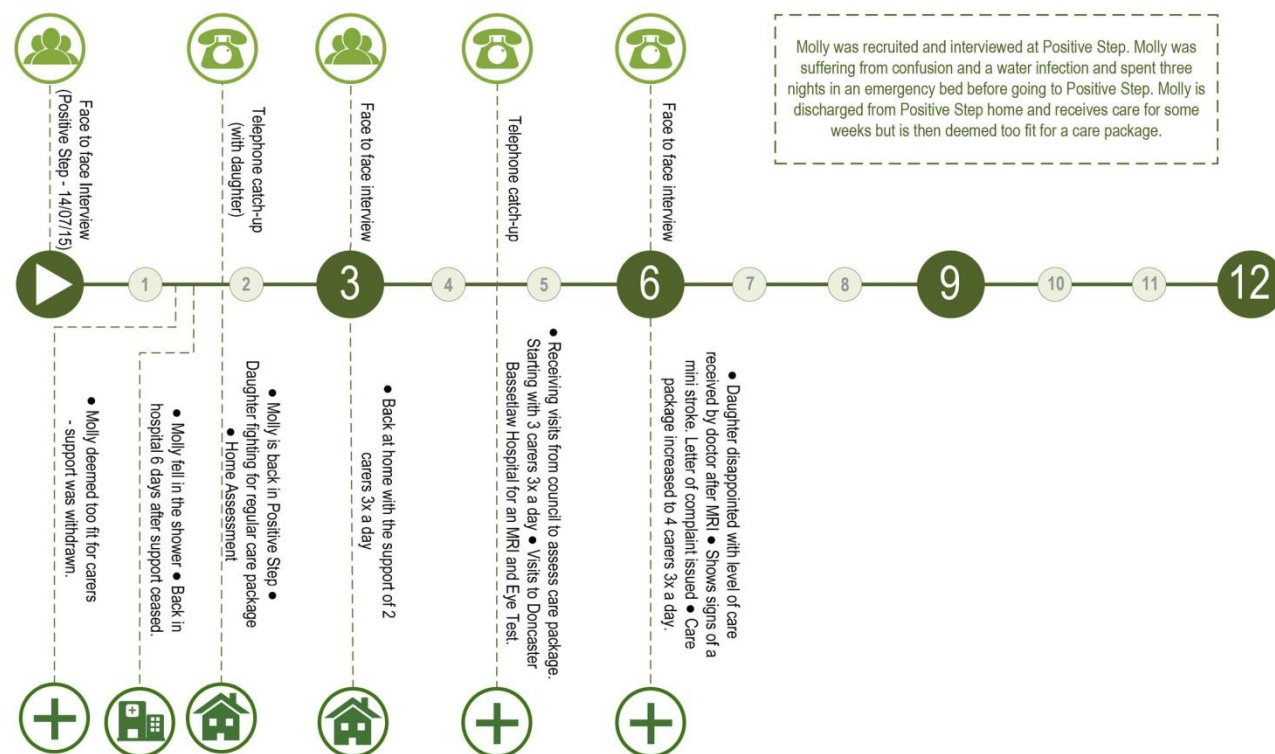 Molly was recruited and interviewed at Positive Step. Molly was
suffering from confusion and a water infection and spent three
nights in an emergency bed before going to Positive Step. Molly is
discharged from Positive Step home and receives care for some
weeks but is then deemed too fit for a care package.
Face to face Interview
(Positive Step - 14/07/15)
Telephone catch-up
(with daughter)
Face to face interview
Telephone catch-up
Face to face interview
1
2
3
4
5
6
7
8
9
10
11
12
● Molly deemed too fit for carers
- support was withdrawn.
● Molly fell in the shower ● Back in
hospital 6 days after support ceased.
● Molly is back in Positive Step ●
Daughter fighting for regular care package
● Home Assessment
● Back at home with the support of 2
carers 3x a day
● Receiving visits from council to assess care package.
Starting with 3 carers 3x a day ● Visits to Doncaster
Bassetlaw Hospital for an MRI and Eye Test.
● Daughter disappointed with level of care
received by doctor after MRI ● Shows signs of a
mini stroke. Letter of complaint issued ● Care
package increased to 4 carers 3x a day.